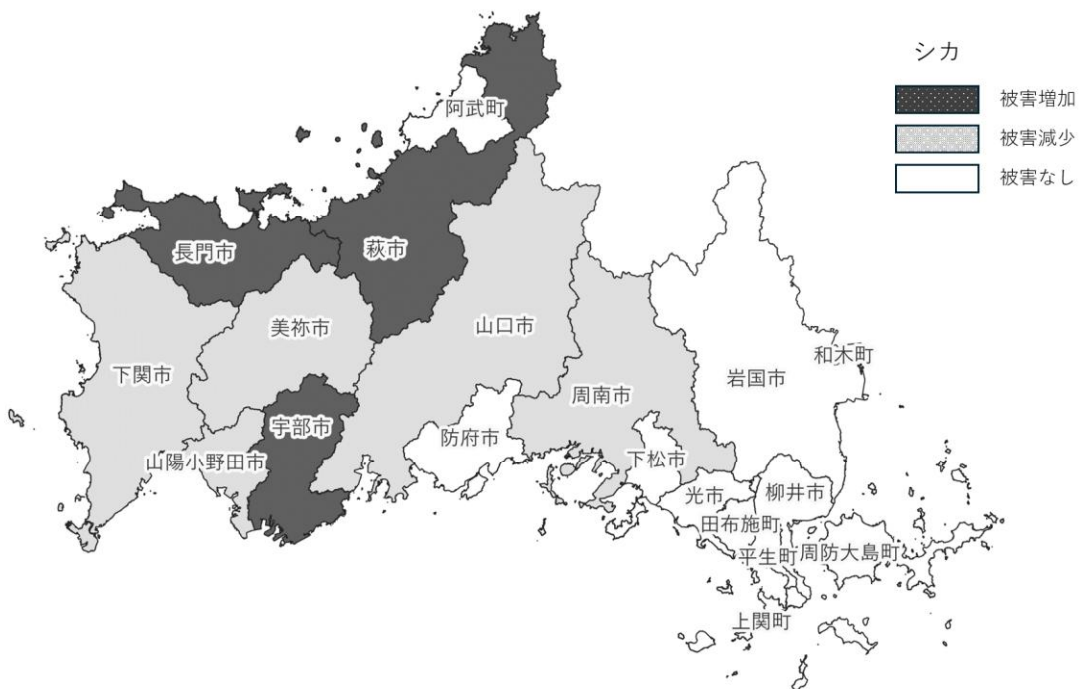 シカ
被害増加
被害減少
被害なし
阿武町
長門市
萩市
美祢市
山口市
下関市
和木町
岩国市
周南市
宇部市
防府市
山陽小野田市
下松市
光市
柳井市
田布施町
平生町
周防大島町
上関町